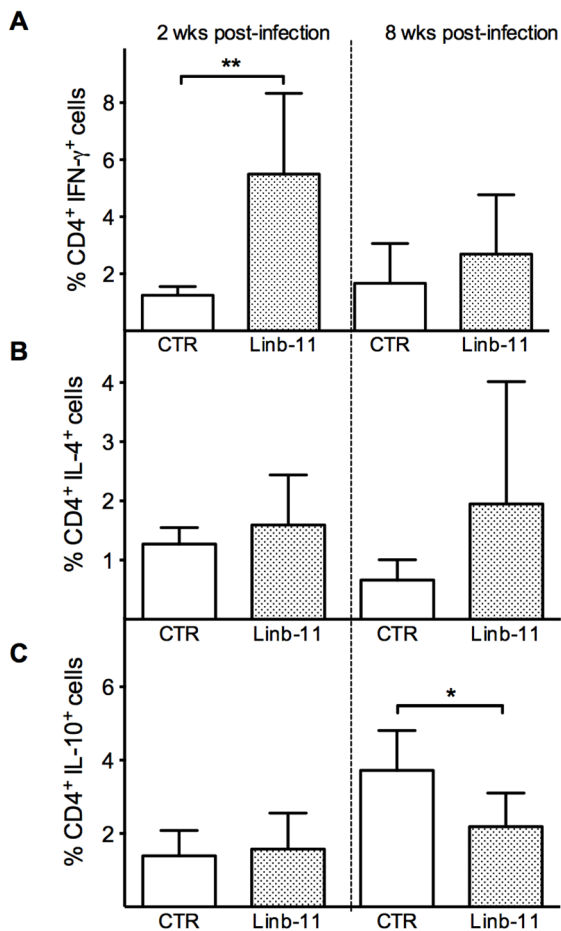 A
2 wks post-infection
8 wks post-infection
% CD4+ IFN-γ+ cells
8
6
4
2
**
CTR
Linb-11
CTR
Linb-11
B
% CD4+ IL-4+ cells
4
3
2
1
CTR
Linb-11
CTR
Linb-11
C
% CD4+ IL-10+ cells
6
4
2
*
CTR
Linb-11
CTR
Linb-11